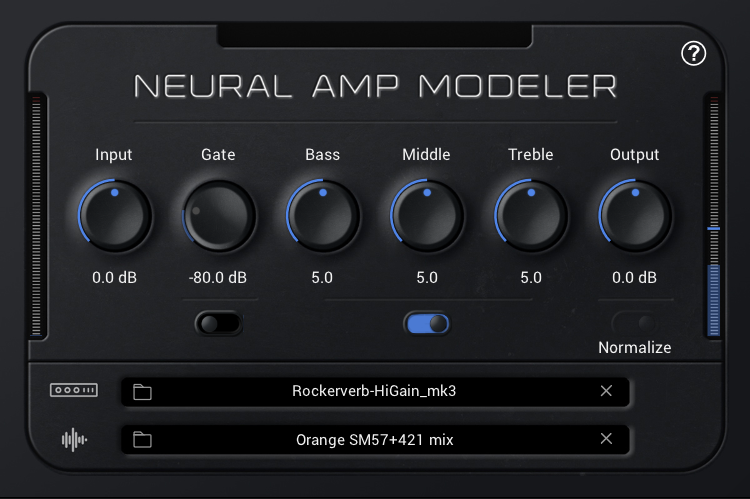 ?
NEURAL AMP MODELER
Input Gate Bass Middle Treble Output
0.0 dB -80.0 dB 5.0 5.0 5.0 0.0 dB
Normalize
Rockerverb-HiGain_mk3
Orange SM57+421 mix